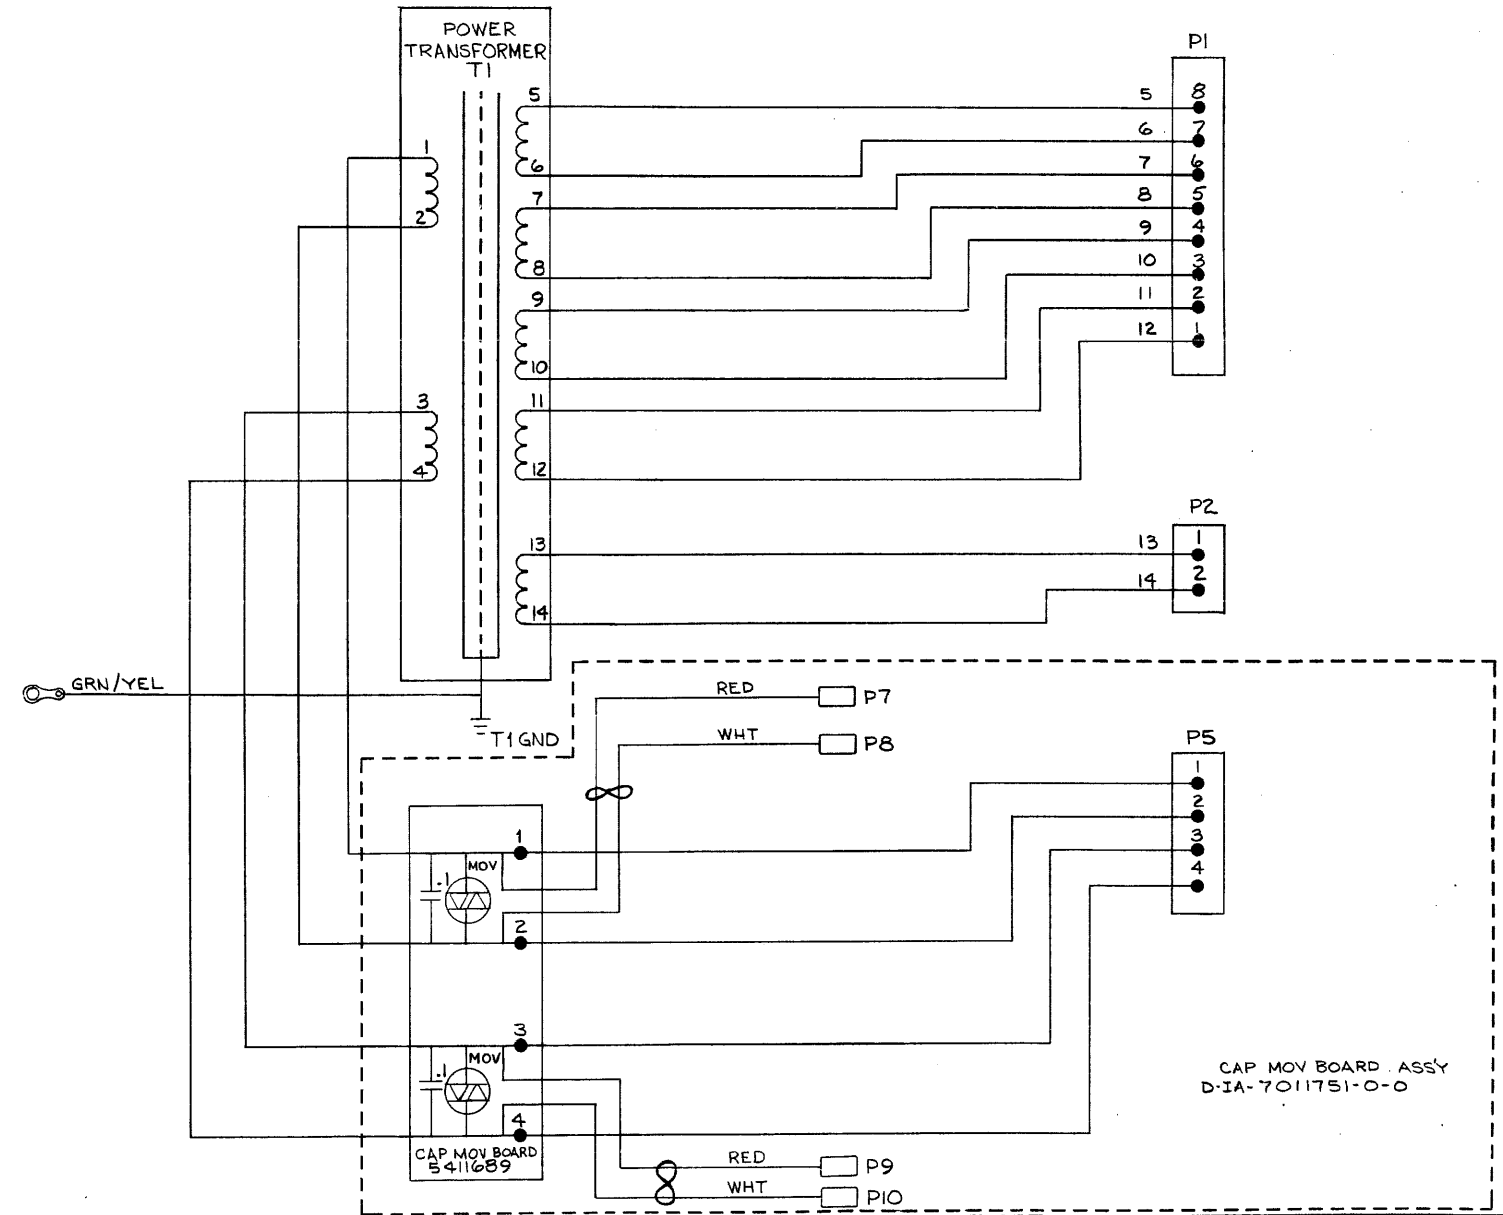 POWER
TRANSFORMER
T1
P1
5
5
8
6
7
1
6
7
6
7
8
5
2
9
4
8
10
3
9
11
2
12
1
10
3
11
4
12
P2
13
13
1
14
2
14
GRN/YEL
T1 GND
RED
P7
WHT
P8
P5
1
2
3
4
1
MOV
.1
2
3
MOV
.1
4
CAP MOV BOARD
5411689
CAP MOV BOARD ASS'Y
D-IA-7011751-0-0
RED
P9
WHT
P10